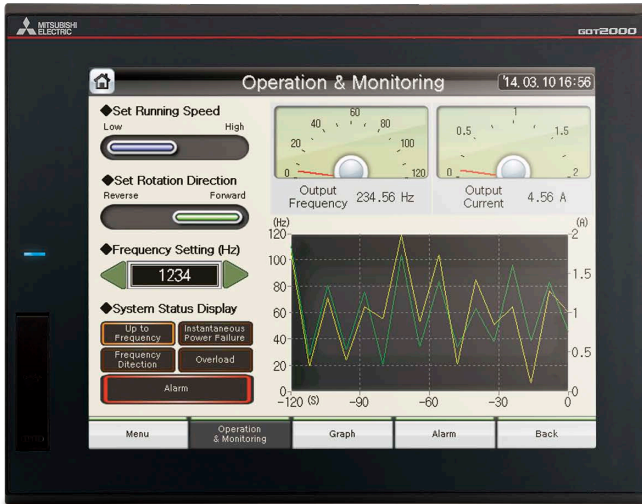 MITSUBISHI
ELECTRIC
GOT2000
Operation & Monitoring
'14. 03. 10 16:56
◆Set Running Speed
Low High
◆Set Rotation Direction
Reverse Forward
◆Frequency Setting (Hz)
1234
◆System Status Display
Up to
Frequency
Instantaneous
Power Failure
Frequency
Ditection
Overload
Alarm
0 20 40 60 80 100 120
Output
Frequency
234.56 Hz
0 0.5 1 1.5 2
Output
Current
4.56 A
(Hz)
120
100
80
60
40
20
0
(A)
2
1.5
1
0.5
0
-120 (S) -90 -60 -30 0
Menu
Operation
& Monitoring
Graph
Alarm
Back